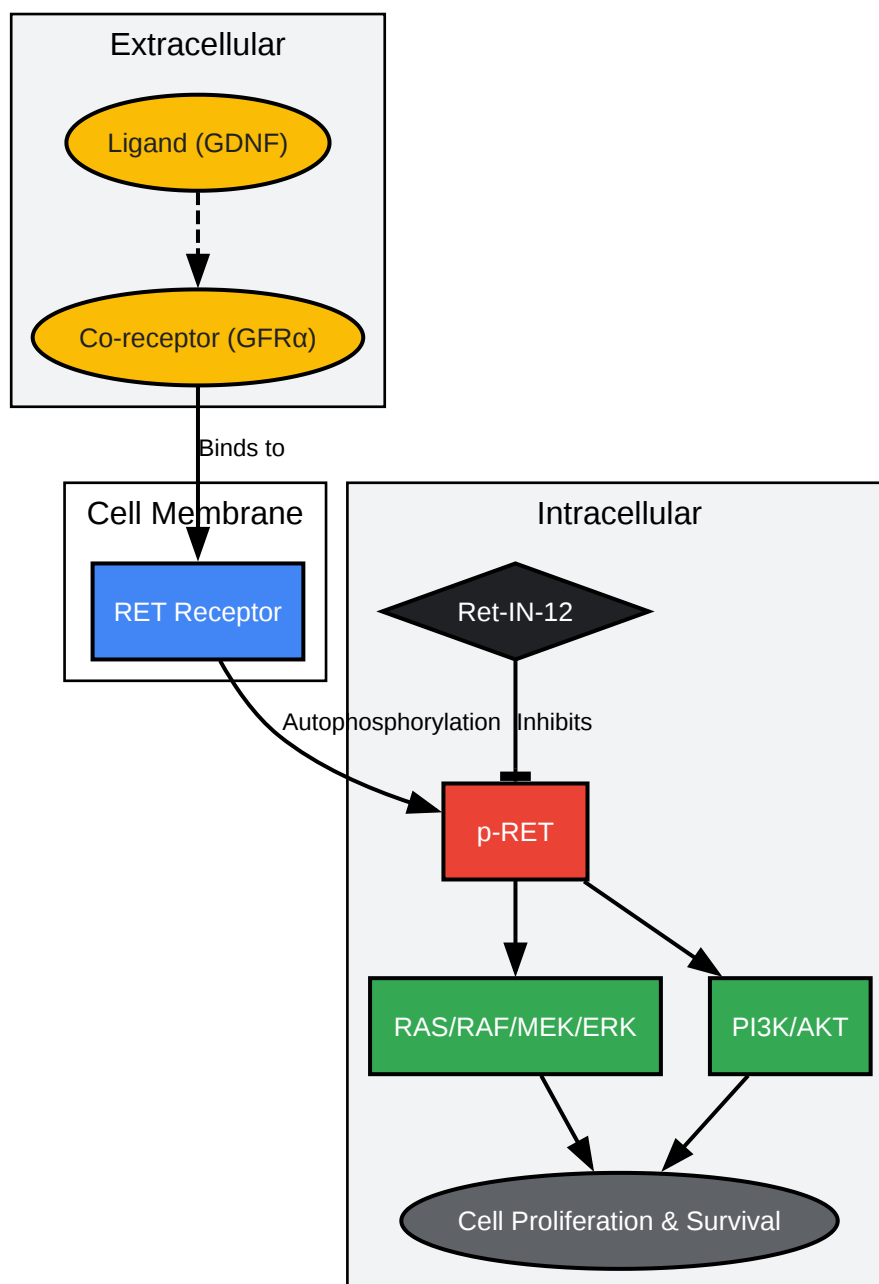 Extracellular
Ligand (GDNF)
Co-receptor (GFRα)
Binds to
Cell Membrane
Intracellular
RET Receptor
Ret-IN-12
Autophosphorylation
Inhibits
p-RET
RAS/RAF/MEK/ERK
PI3K/AKT
Cell Proliferation & Survival